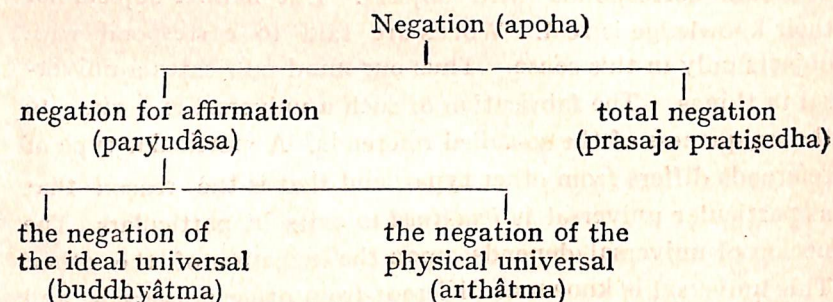 Negation (apoha)
negation for affirmation
(paryudâsa)
total negation
(prasaja pratiṣedha)
the negation of
the ideal universal
(buddhyâtma)
the negation of the
physical universal
(arthâtma)